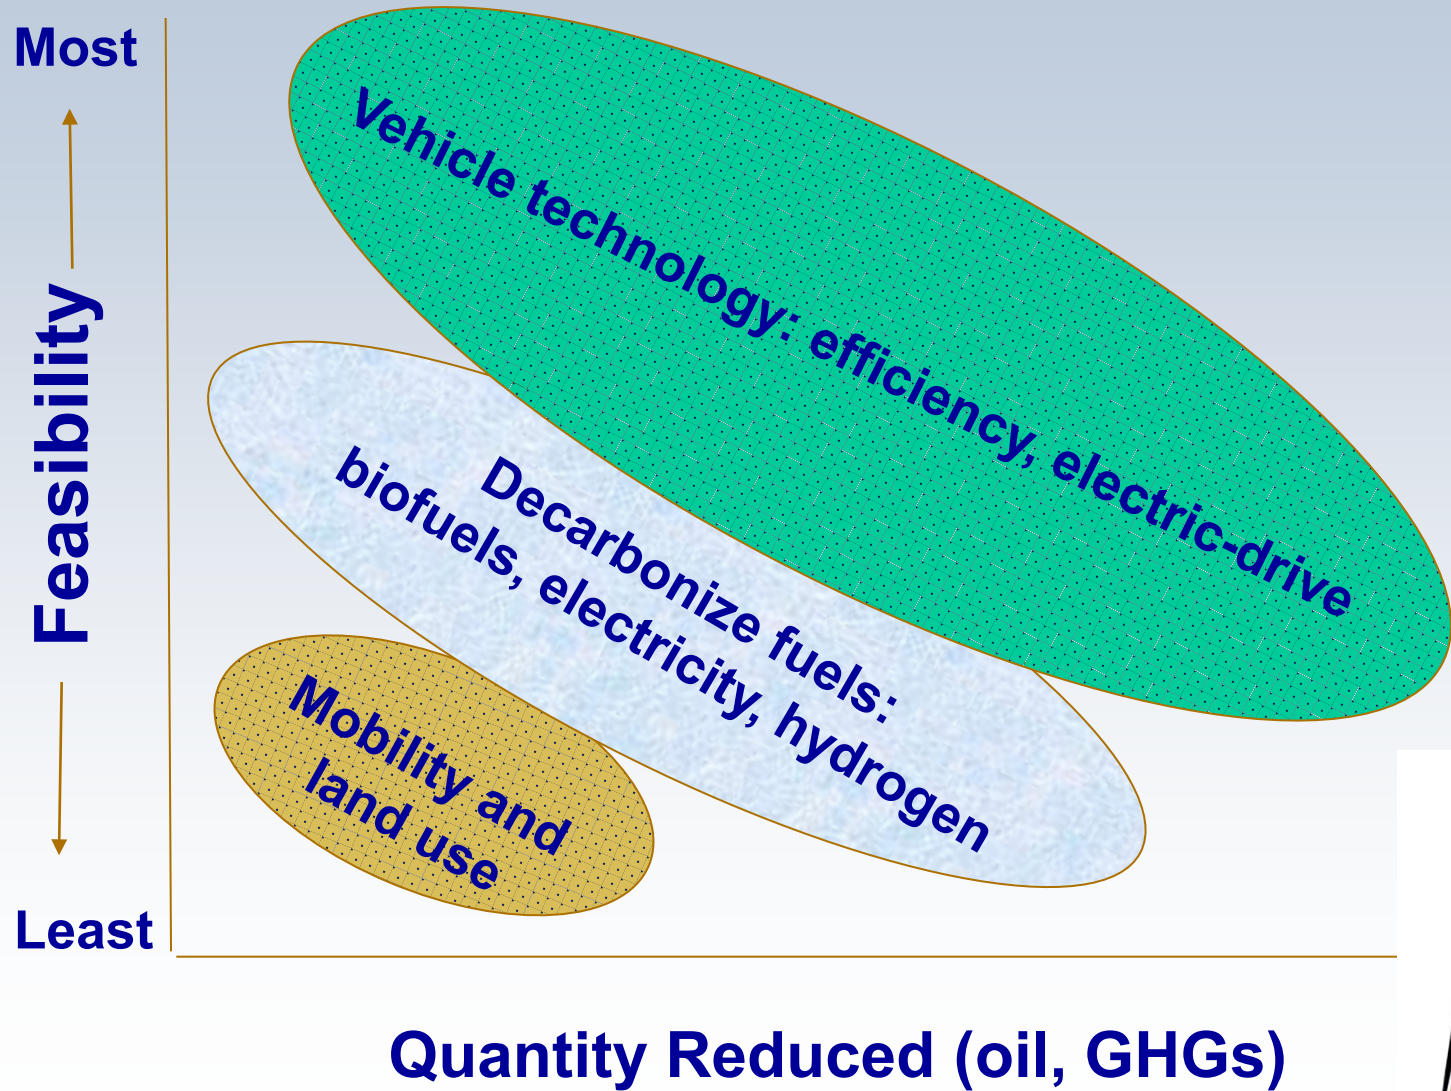 Most
Feasibility
Least
Vehicle technology: efficiency, electric-drive
Decarbonize fuels:
biofuels, electricity, hydrogen
Mobility and
land use
Quantity Reduced (oil, GHGs)